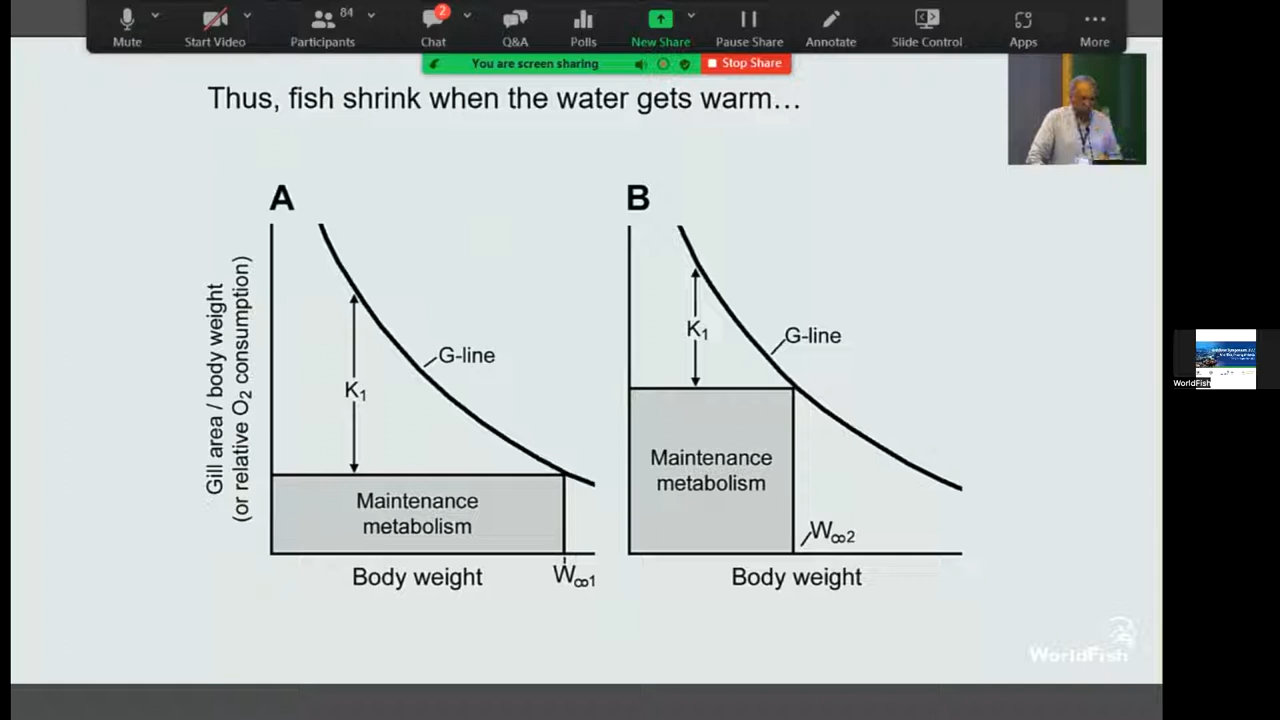 84
2
Mute
Start Video
Participants
Chat
Q&A
Polls
New Share
Pause Share
Annotate
Slide Control
Apps
More
You are screen sharing
Stop Share
Thus, fish shrink when the water gets warm…
A
B
Gill area / body weight
(or relative O₂ consumption)
K₁
G-line
Maintenance
metabolism
Body weight
W∞1
K₁
G-line
Maintenance
metabolism
W∞2
Body weight
WorldFish
WorldFish